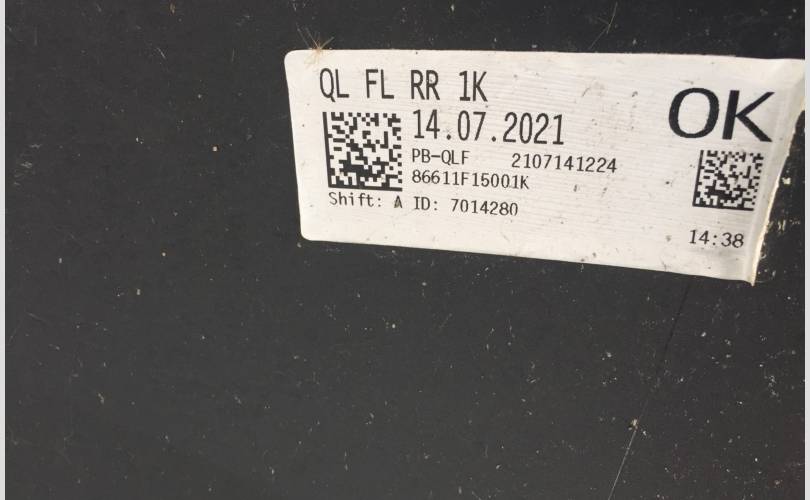 QL FL RR 1K
OK
14.07.2021
PB-QLF 2107141224
86611F15001K
Shift: A ID: 7014280
14:38